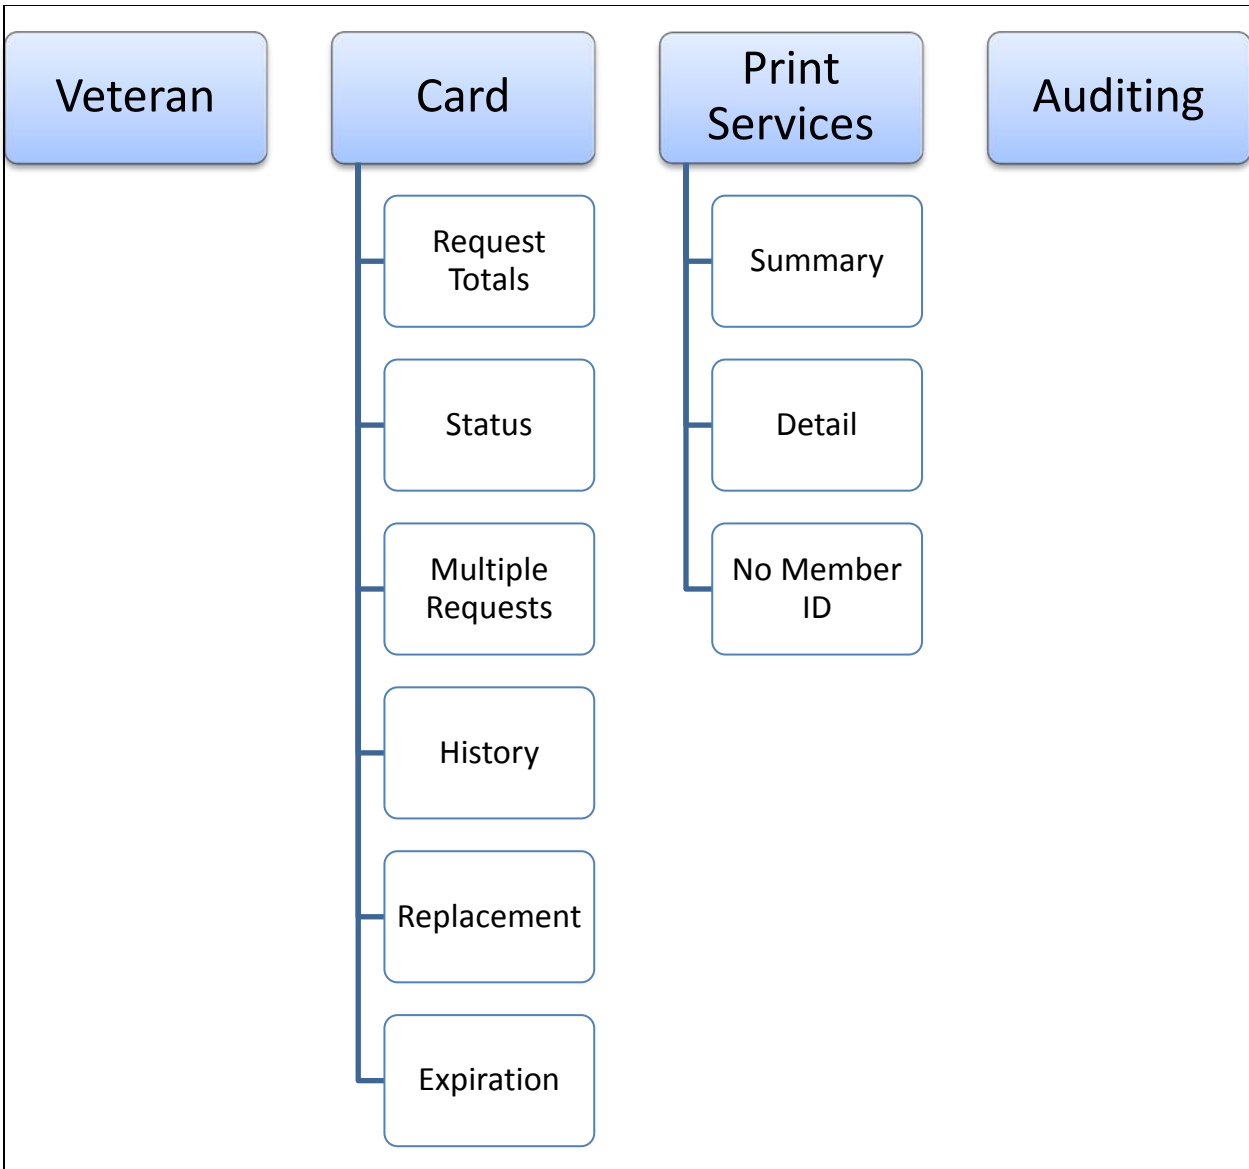 Veteran
Card
Print
Services
Auditing
Request
Totals
Status
Multiple
Requests
History
Replacement
Expiration
Summary
Detail
No Member
ID